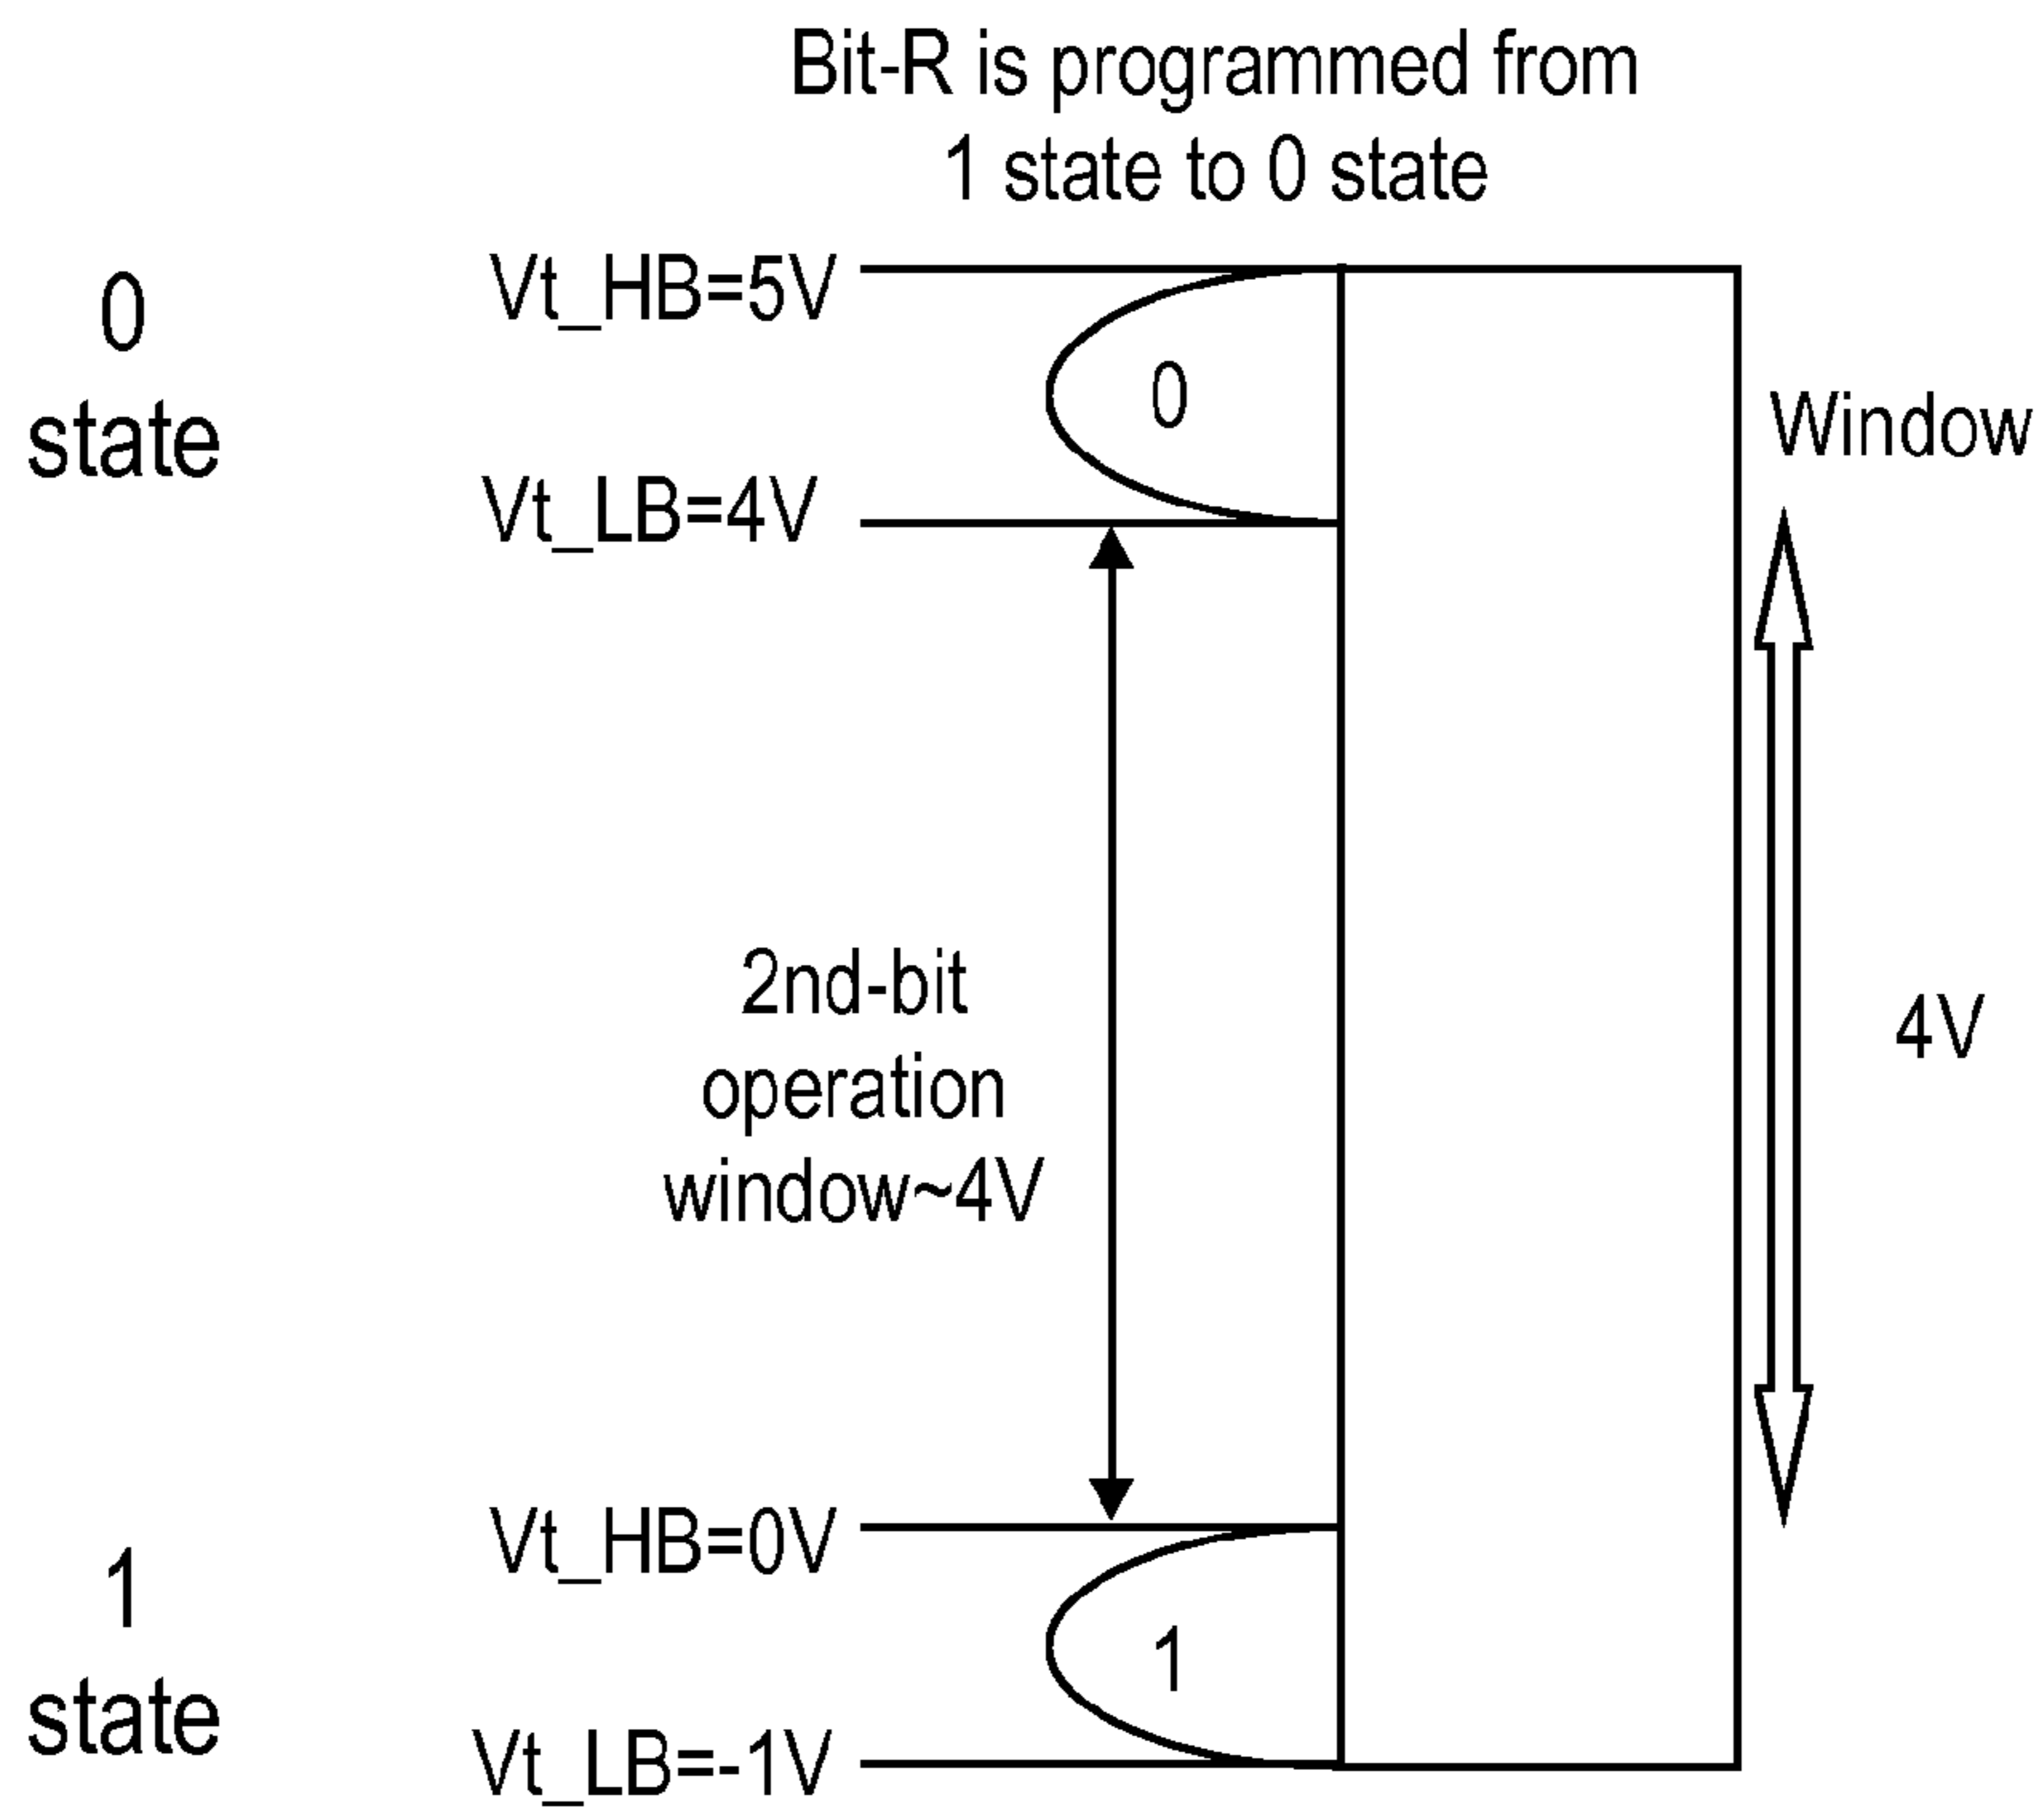 Bit-R is programmed from
1 state to 0 state
0
state
Vt_HB=5V
0
Vt_LB=4V
Window
2nd-bit
operation
window~4V
4V
1
state
Vt_HB=0V
1
Vt_LB=-1V